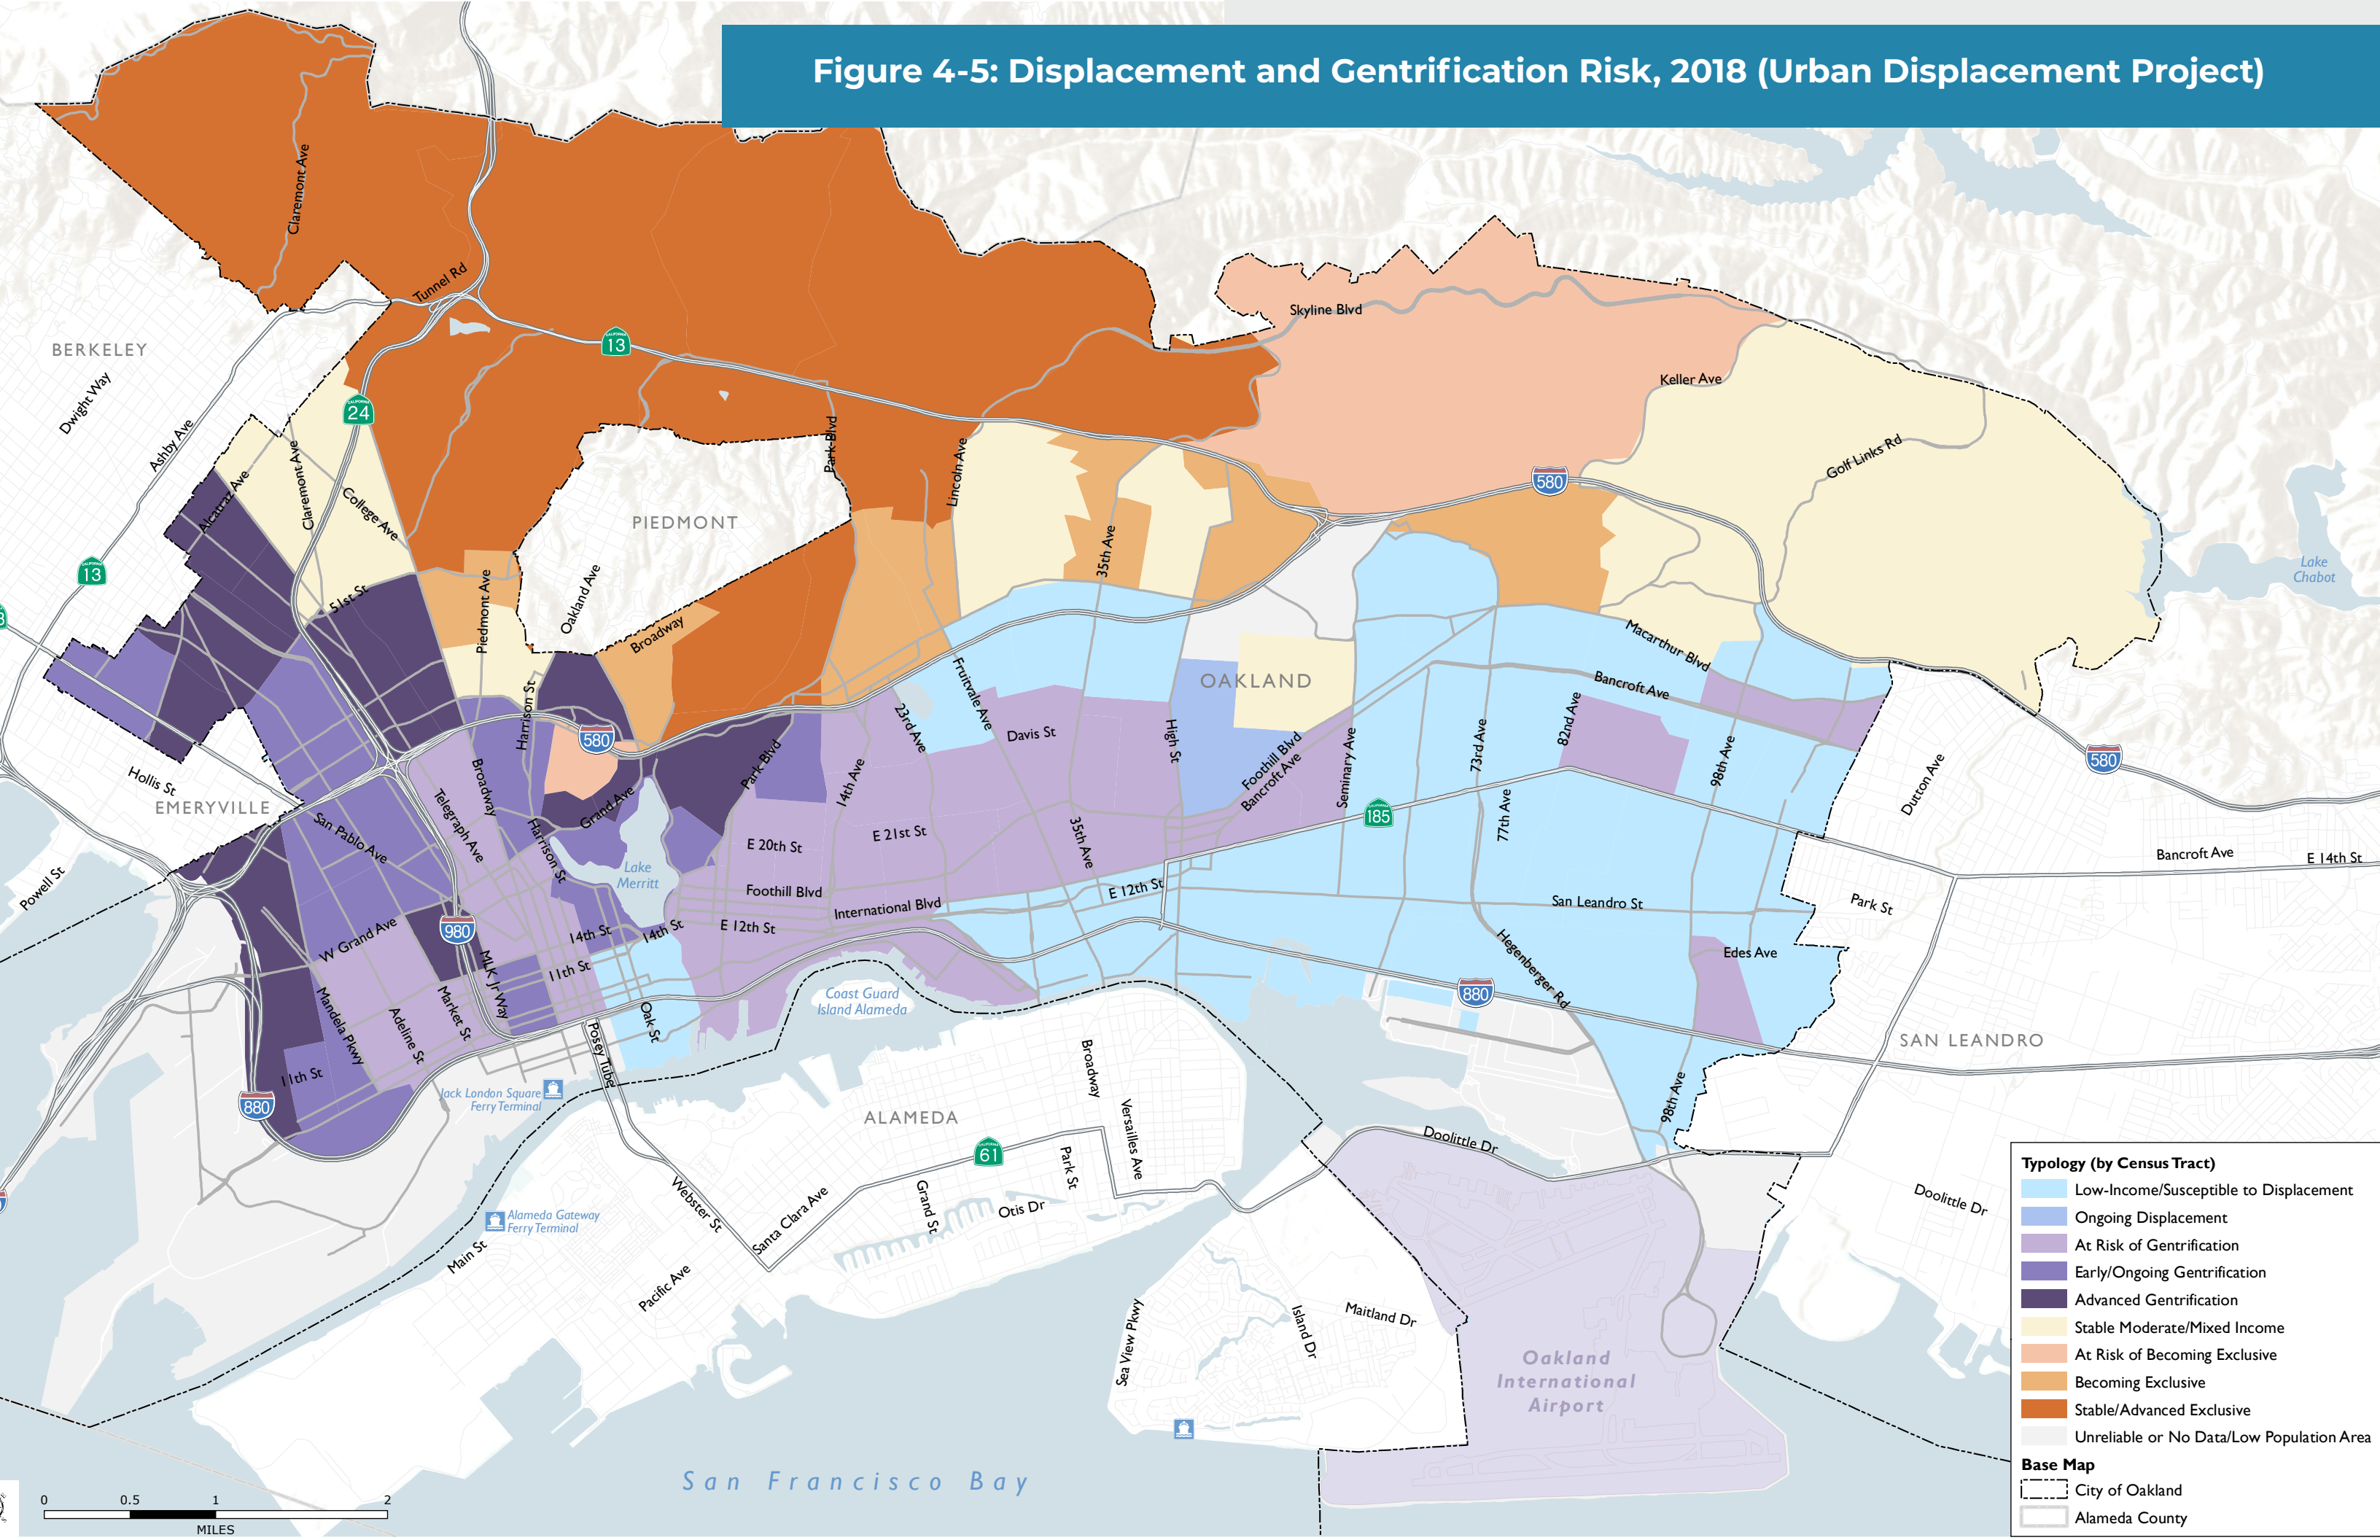 Figure 4-5: Displacement and Gentrification Risk, 2018 (Urban Displacement Project)
Claremont Ave
Tunnel Rd
13
Skyline Blvd
BERKELEY
Dwight Way
Ashby Ave
24
Keller Ave
Golf Links Rd
Alcatraz Ave
Claremont Ave
College Ave
Park Blvd
Lincoln Ave
580
PIEDMONT
35th Ave
13
51st St
Piedmont Ave
Oakland Ave
Broadway
Lake
Chabot
Macarthur Blvd
Bancroft Ave
OAKLAND
Fruitvale Ave
23rd Ave
Davis St
High St
Harrison St
580
Park Blvd
Broadway
14th Ave
Foothill Blvd
Bancroft Ave
Seminary Ave
73rd Ave
82nd Ave
98th Ave
580
Dutton Ave
Hollis St
EMERYVILLE
San Pablo Ave
Telegraph Ave
Harrison St
Grand Ave
E 20th St
E 21st St
35th Ave
185
77th Ave
Bancroft Ave
E 14th St
Powell St
Lake
Merritt
Foothill Blvd
International Blvd
E 12th St
E 12th St
San Leandro St
Park St
W Grand Ave
980
14th St
14th St
11th St
MLK Jr Way
Hegenberger Rd
Edes Ave
880
Mandela Pkwy
Adeline St
Market St
Oak St
Posey Tube
Coast Guard
Island Alameda
SAN LEANDRO
11th St
880
Jack London Square
Ferry Terminal
ALAMEDA
Broadway
Versailles Ave
98th Ave
Doolittle Dr
61
Park St
Grand St
Otis Dr
Santa Clara Ave
Webster St
Alameda Gateway
Ferry Terminal
Main St
Pacific Ave
Sea View Pkwy
Island Dr
Maitland Dr
Doolittle Dr
Oakland
International
Airport
San Francisco Bay
0 0.5 1 2
MILES
Typology (by Census Tract)
Low-Income/Susceptible to Displacement
Ongoing Displacement
At Risk of Gentrification
Early/Ongoing Gentrification
Advanced Gentrification
Stable Moderate/Mixed Income
At Risk of Becoming Exclusive
Becoming Exclusive
Stable/Advanced Exclusive
Unreliable or No Data/Low Population Area
Base Map
City of Oakland
Alameda County